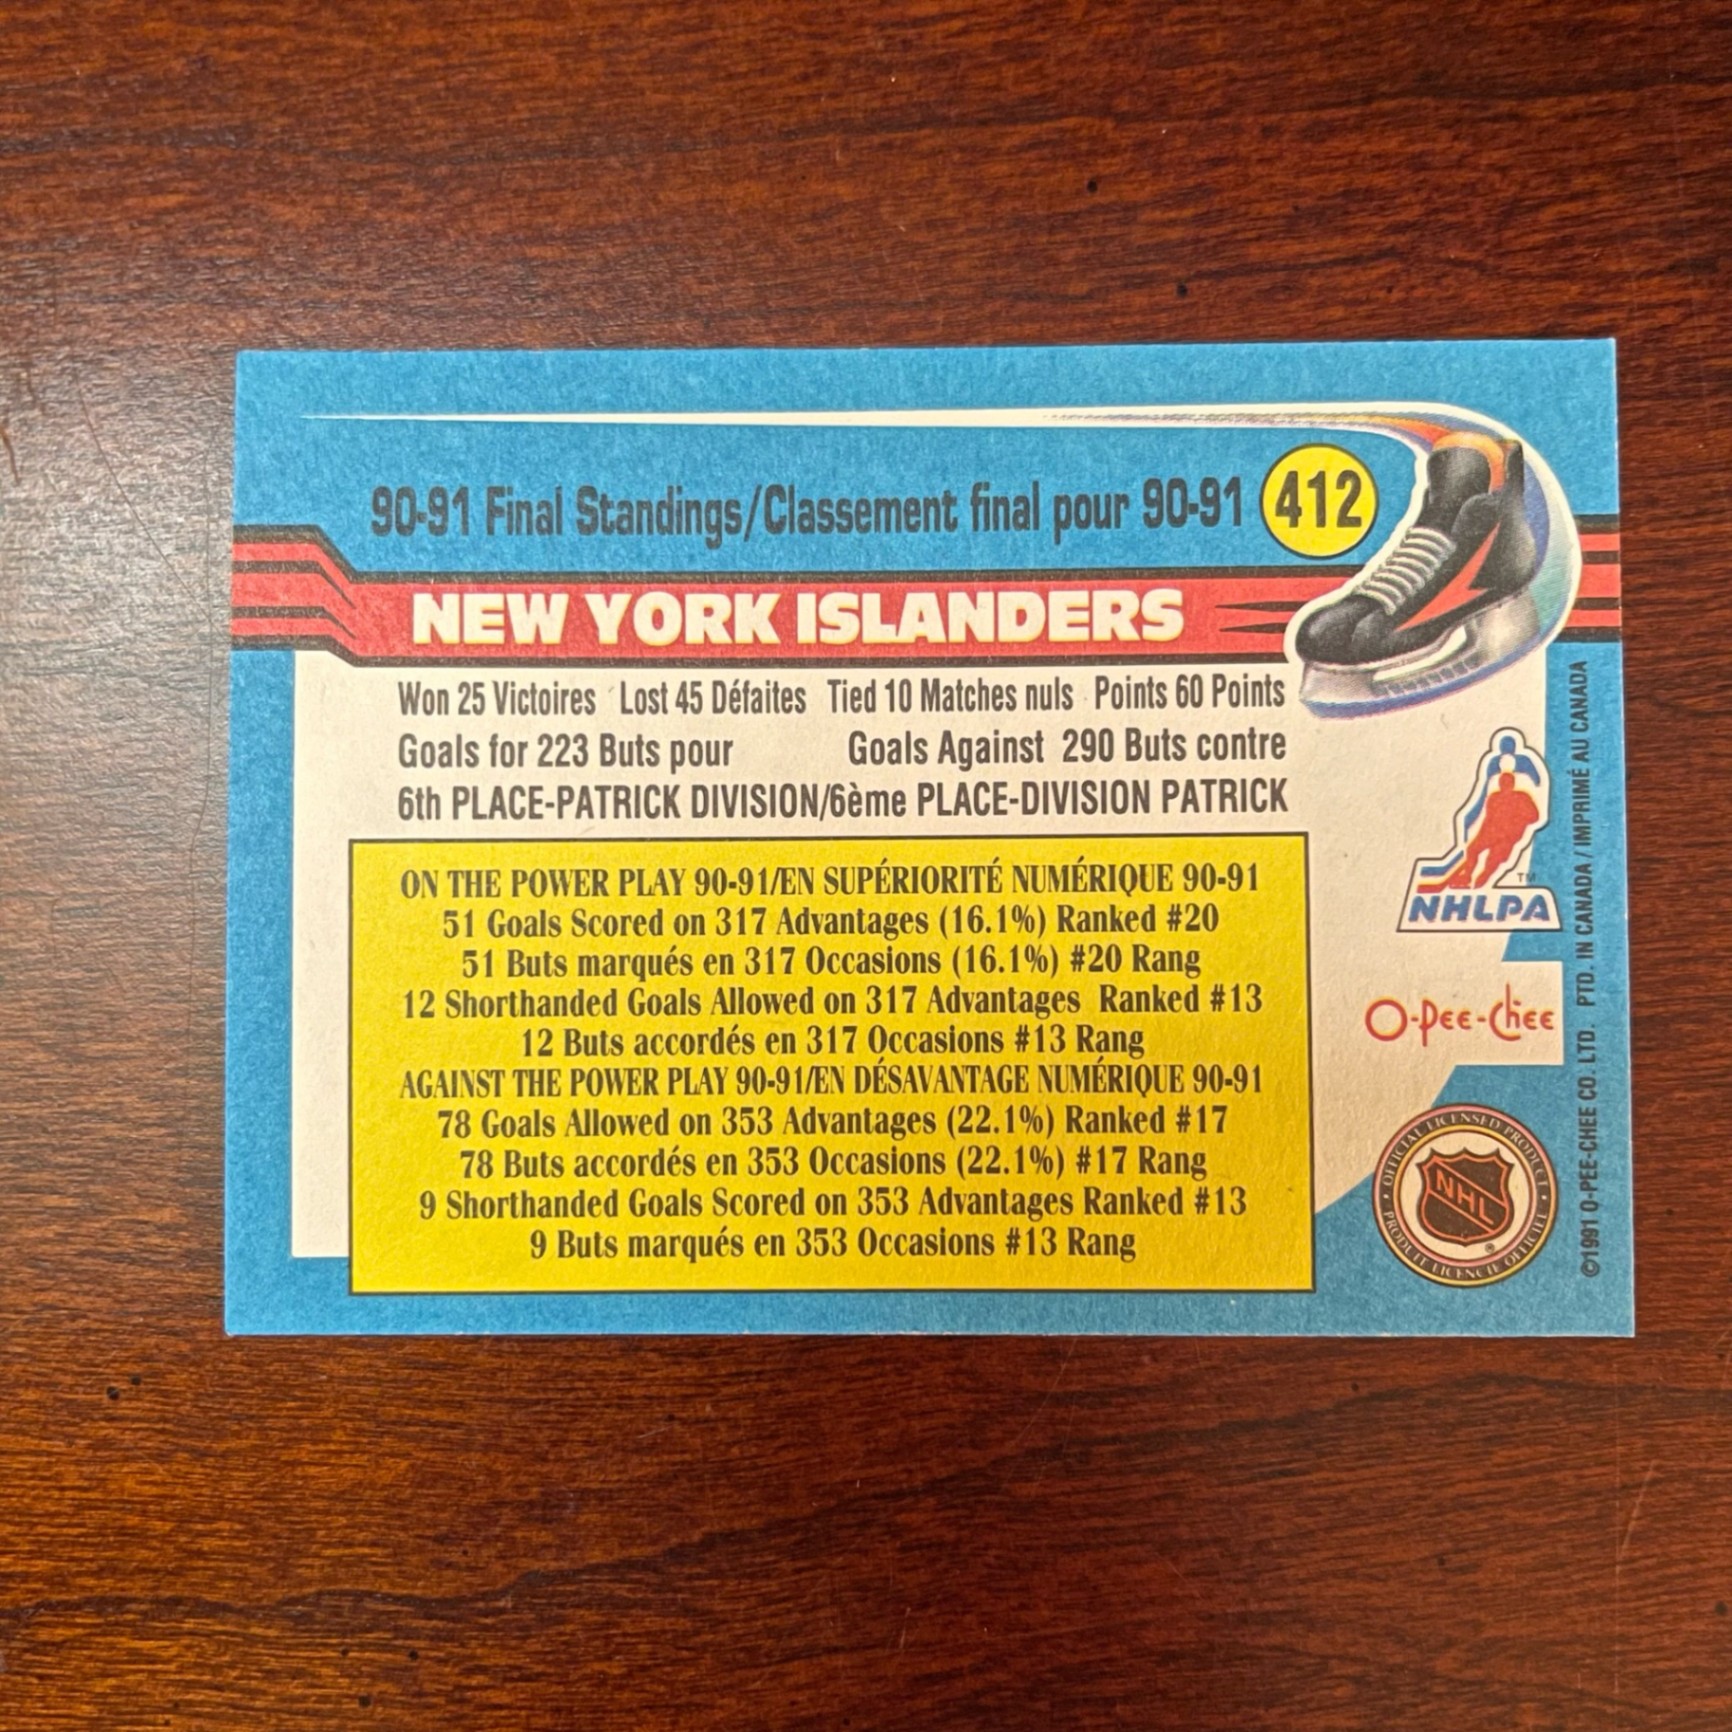 90-91 Final Standings/Classement final pour 90-91 412
NEW YORK ISLANDERS
Won 25 Victoires Lost 45 Défaites Tied 10 Matches nuls Points 60 Points
Goals for 223 Buts pour Goals Against 290 Buts contre
6th PLACE-PATRICK DIVISION/6ème PLACE-DIVISION PATRICK
ON THE POWER PLAY 90-91/EN SUPÉRIORITÉ NUMÉRIQUE 90-91
51 Goals Scored on 317 Advantages (16.1%) Ranked #20
51 Buts marqués en 317 Occasions (16.1%) #20 Rang
12 Shorthanded Goals Allowed on 317 Advantages Ranked #13
12 Buts accordés en 317 Occasions #13 Rang
AGAINST THE POWER PLAY 90-91/EN DÉSAVANTAGE NUMÉRIQUE 90-91
78 Goals Allowed on 353 Advantages (22.1%) Ranked #17
78 Buts accordés en 353 Occasions (22.1%) #17 Rang
9 Shorthanded Goals Scored on 353 Advantages Ranked #13
9 Buts marqués en 353 Occasions #13 Rang
TM
NHLPA
O-Pee-Chee
OFFICIAL LICENSED PRODUCT
NHL
®
PRODUIT LICENCIÉ OFFICIEL
©1991 O-PEE-CHEE CO. LTD. PTD. IN CANADA / IMPRIMÉ AU CANADA